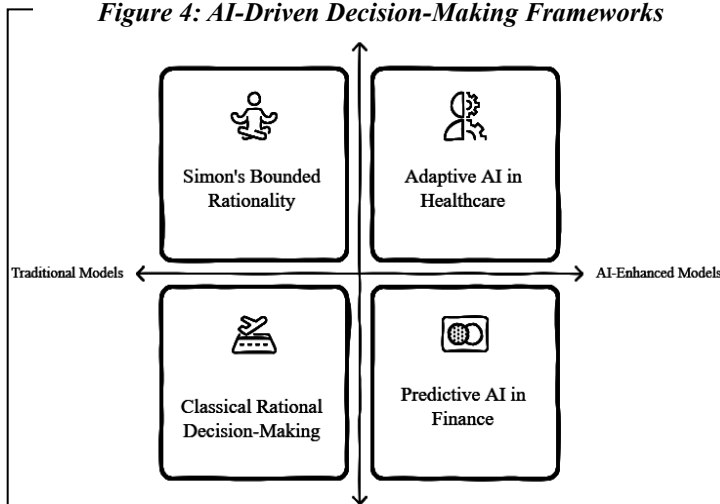 Figure 4: AI-Driven Decision-Making Frameworks
Simon's Bounded
Rationality
Adaptive AI in
Healthcare
Traditional Models
AI-Enhanced Models
Classical Rational
Decision-Making
Predictive AI in
Finance